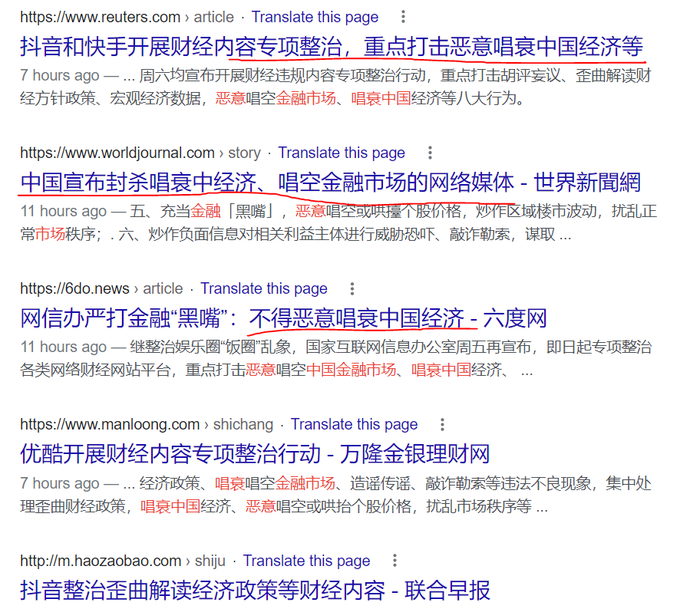 https://www.reuters.com › article · Translate this page
抖音和快手开展财经内容专项整治，重点打击恶意唱衰中国经济等
7 hours ago — ... 周六均宣布开展财经违规内容专项整治行动，重点打击胡评妄议、歪曲解读财
经方针政策、宏观经济数据，恶意唱空金融市场、唱衰中国经济等八大行为。
https://www.worldjournal.com › story · Translate this page
中国宣布封杀唱衰中经济、唱空金融市场的网络媒体 - 世界新聞網
11 hours ago — 五、充当金融「黑嘴」，恶意唱空或哄擡个股价格，炒作区域楼市波动，扰乱正
常市场秩序；. 六、炒作负面信息对相关利益主体进行威胁恐吓、敲诈勒索，谋取 ...
https://6do.news › article · Translate this page
网信办严打金融“黑嘴”：不得恶意唱衰中国经济 - 六度网
11 hours ago — 继整治娱乐圈“饭圈”乱象，国家互联网信息办公室周五再宣布，即日起专项整治
各类网络财经网站平台，重点打击恶意唱空中国金融市场、唱衰中国经济、 ...
https://www.manloong.com › shichang · Translate this page
优酷开展财经内容专项整治行动 - 万隆金银理财网
7 hours ago — ... 经济政策、唱衰唱空金融市场、造谣传谣、敲诈勒索等违法不良现象，集中处
理歪曲财经政策，唱衰中国经济、恶意唱空或哄抬个股价格，扰乱市场秩序等 ...
http://m.haozaobao.com › shiju · Translate this page
抖音整治歪曲解读经济政策等财经内容 - 联合早报